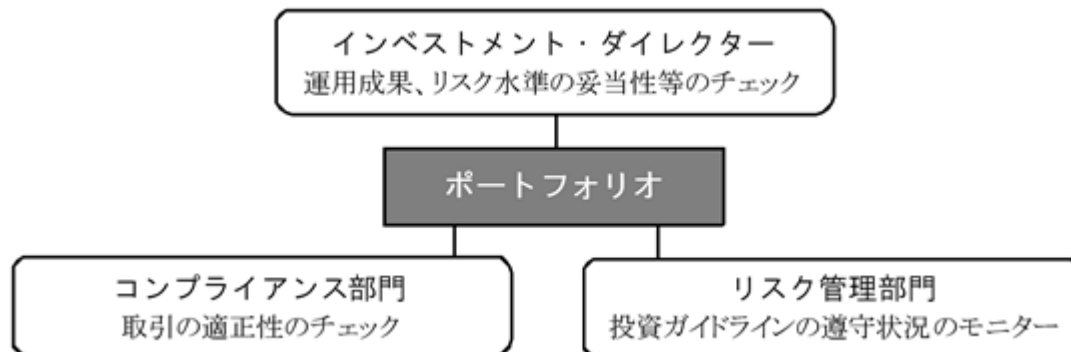 インベストメント・ダイレクター
運用成果、リスク水準の妥当性等のチェック
ポートフォリオ
コンプライアンス部門
取引の適正性のチェック
リスク管理部門
投資ガイドラインの遵守状況のモニター